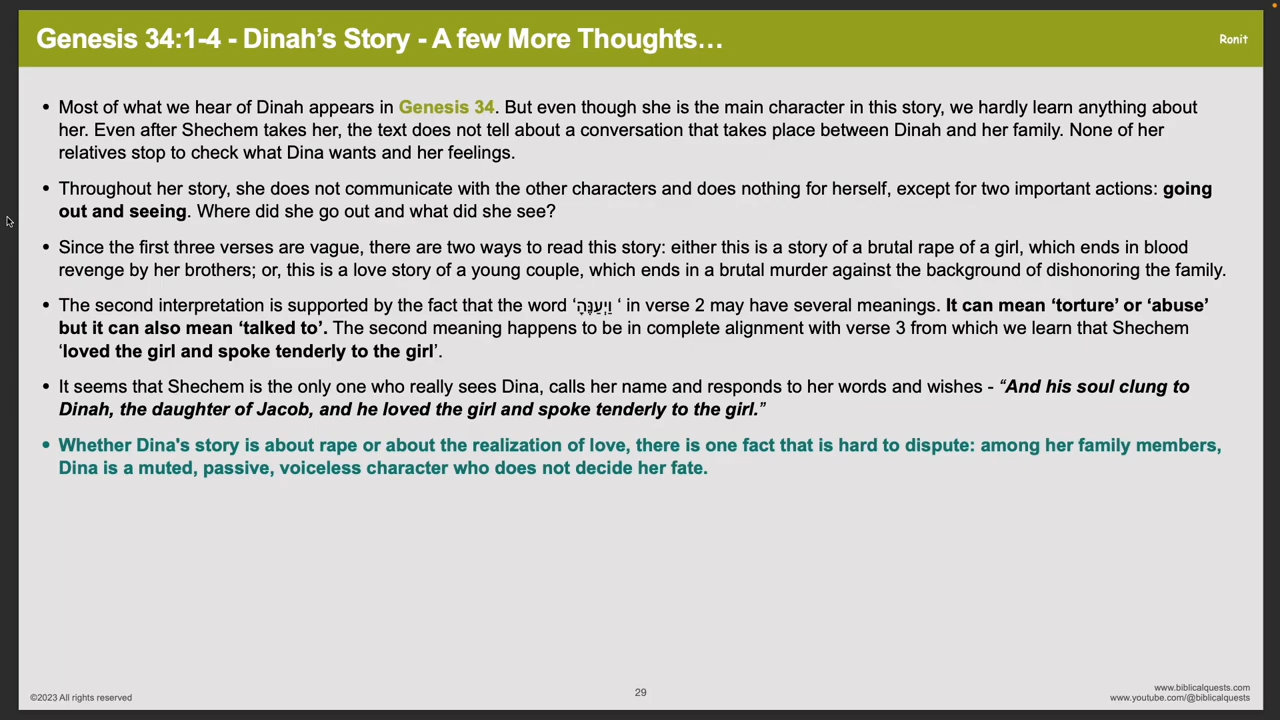 Genesis 34:1-4 - Dinah’s Story - A few More Thoughts…
Ronit
• Most of what we hear of Dinah appears in Genesis 34. But even though she is the main character in this story, we hardly learn anything about
her. Even after Shechem takes her, the text does not tell about a conversation that takes place between Dinah and her family. None of her
relatives stop to check what Dina wants and her feelings.
• Throughout her story, she does not communicate with the other characters and does nothing for herself, except for two important actions: going
out and seeing. Where did she go out and what did she see?
• Since the first three verses are vague, there are two ways to read this story: either this is a story of a brutal rape of a girl, which ends in blood
revenge by her brothers; or, this is a love story of a young couple, which ends in a brutal murder against the background of dishonoring the family.
• The second interpretation is supported by the fact that the word ‘וַיְעַנֶּהָ ‘ in verse 2 may have several meanings. It can mean ‘torture’ or ‘abuse’
but it can also mean ‘talked to’. The second meaning happens to be in complete alignment with verse 3 from which we learn that Shechem
‘loved the girl and spoke tenderly to the girl’.
• It seems that Shechem is the only one who really sees Dina, calls her name and responds to her words and wishes - “And his soul clung to
Dinah, the daughter of Jacob, and he loved the girl and spoke tenderly to the girl.”
• Whether Dina's story is about rape or about the realization of love, there is one fact that is hard to dispute: among her family members,
Dina is a muted, passive, voiceless character who does not decide her fate.
©2023 All rights reserved
29
www.biblicalquests.com
www.youtube.com/@biblicalquests